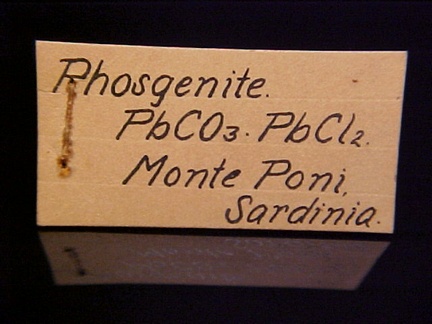 Phosgenite.
PbCO₃. PbCl₂.
Monte Poni,
Sardinia.